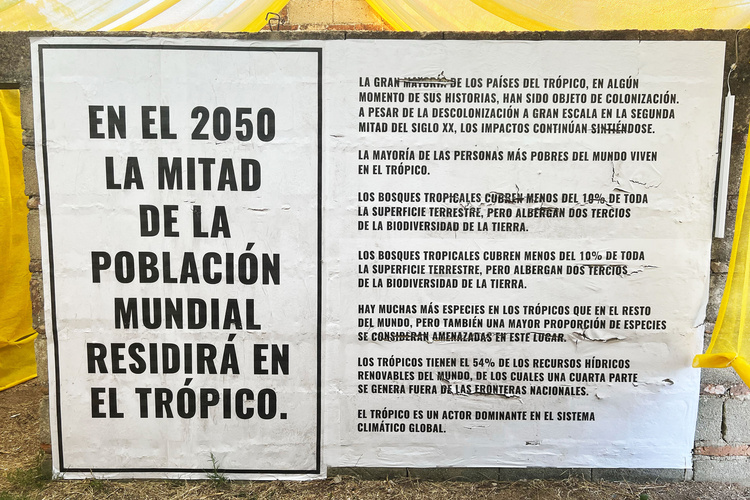 EN EL 2050
LA MITAD
DE LA
POBLACIÓN
MUNDIAL
RESIDIRÁ EN
EL TRÓPICO.
LA GRAN MAYORÍA DE LOS PAÍSES DEL TRÓPICO, EN ALGÚN
MOMENTO DE SUS HISTORIAS, HAN SIDO OBJETO DE COLONIZACIÓN.
A PESAR DE LA DESCOLONIZACIÓN A GRAN ESCALA EN LA SEGUNDA
MITAD DEL SIGLO XX, LOS IMPACTOS CONTINÚAN SINTIÉNDOSE.
LA MAYORÍA DE LAS PERSONAS MÁS POBRES DEL MUNDO VIVEN
EN EL TRÓPICO.
LOS BOSQUES TROPICALES CUBREN MENOS DEL 10% DE TODA
LA SUPERFICIE TERRESTRE, PERO ALBERGAN DOS TERCIOS
DE LA BIODIVERSIDAD DE LA TIERRA.
LOS BOSQUES TROPICALES CUBREN MENOS DEL 10% DE TODA
LA SUPERFICIE TERRESTRE, PERO ALBERGAN DOS TERCIOS
DE LA BIODIVERSIDAD DE LA TIERRA.
HAY MUCHAS MÁS ESPECIES EN LOS TRÓPICOS QUE EN EL RESTO
DEL MUNDO, PERO TAMBIÉN UNA MAYOR PROPORCIÓN DE ESPECIES
SE CONSIDERAN AMENAZADAS EN ESTE LUGAR.
LOS TRÓPICOS TIENEN EL 54% DE LOS RECURSOS HÍDRICOS
RENOVABLES DEL MUNDO, DE LOS CUALES UNA CUARTA PARTE
SE GENERA FUERA DE LAS FRONTERAS NACIONALES.
EL TRÓPICO ES UN ACTOR DOMINANTE EN EL SISTEMA
CLIMÁTICO GLOBAL.